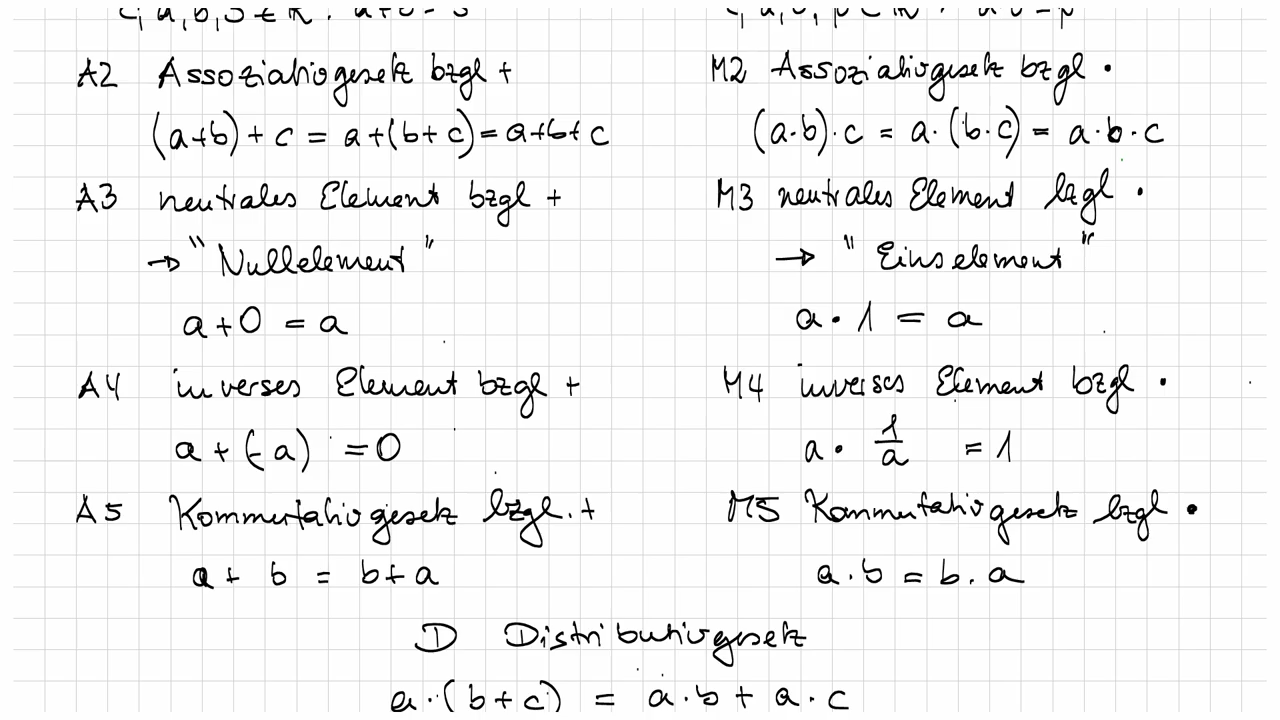 A2 Assoziativgesetz bzgl +
(a+b)+c = a+(b+c) = a+b+c
A3 neutrales Element bzgl +
→ "Nullelement"
a+0 = a
A4 inverses Element bzgl +
a + (-a) = 0
A5 Kommutativgesetz bzgl. +
a + b = b+a
M2 Assoziativgesetz bzgl ·
(a·b)·c = a·(b·c) = a·b·c
M3 neutrales Element bzgl ·
→ "Einselement"
a · 1 = a
M4 inverses Element bzgl ·
a · 1/a = 1
M5 Kommutativgesetz bzgl ·
a·b = b·a
D Distributivgesetz
a·(b+c) = a·b + a·c